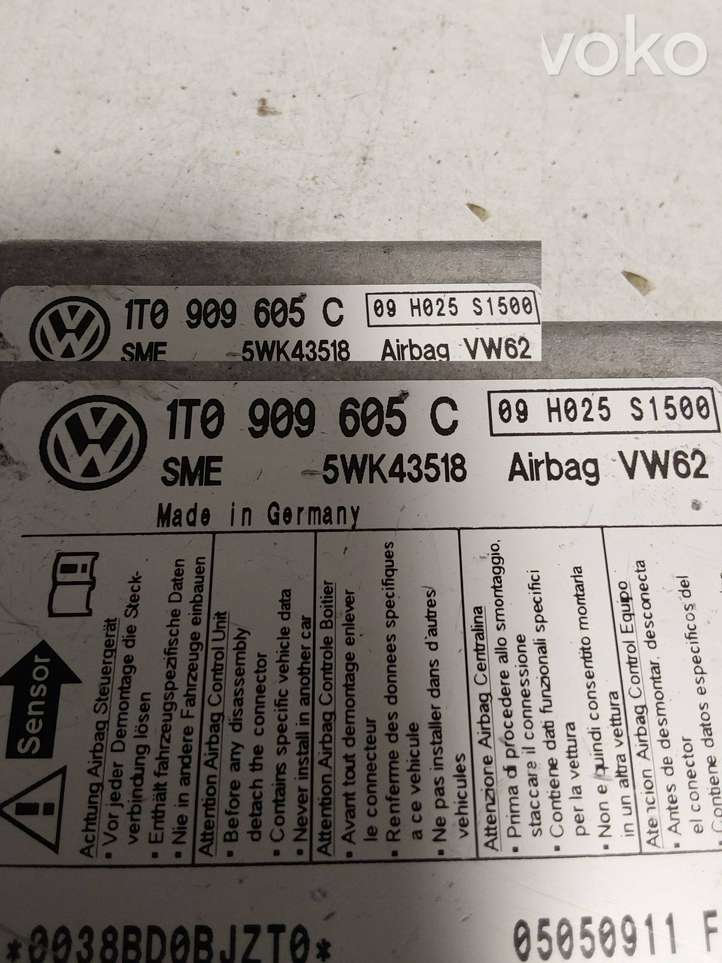 voko
1T0 909 605 C 09 H025 S1500
SME 5WK43518 Airbag VW62
1T0 909 605 C 09 H025 S1500
SME 5WK43518 Airbag VW62
Made in Germany
Sensor
Achtung Airbag Steuergerät
• Vor jeder Demontage die Steck-
verbindung lösen
• Enthält fahrzeugspezifische Daten
• Nie in andere Fahrzeuge einbauen
Attention Airbag Control Unit
• Before any disassembly
detach the connector
• Contains specific vehicle data
• Never install in another car
Attention Airbag Controle Boitier
• Avant tout demontage enlever
le connecteur
• Renferme des donnees specifiques
a ce vehicule
• Ne pas installer dans d'autres
vehicules
Attenzione Airbag Centralina
• Prima di procedere allo smontaggio,
staccare il connessione
• Contiene dati funzionali specifici
per la vettura
• Non e quindi consentito montarla
in un altra vettura
Atencion Airbag Control Equipo
• Antes de desmontar, desconecta
el conector
• Contiene datos especificos del
*0038BD0BJZT0* 05050911 F